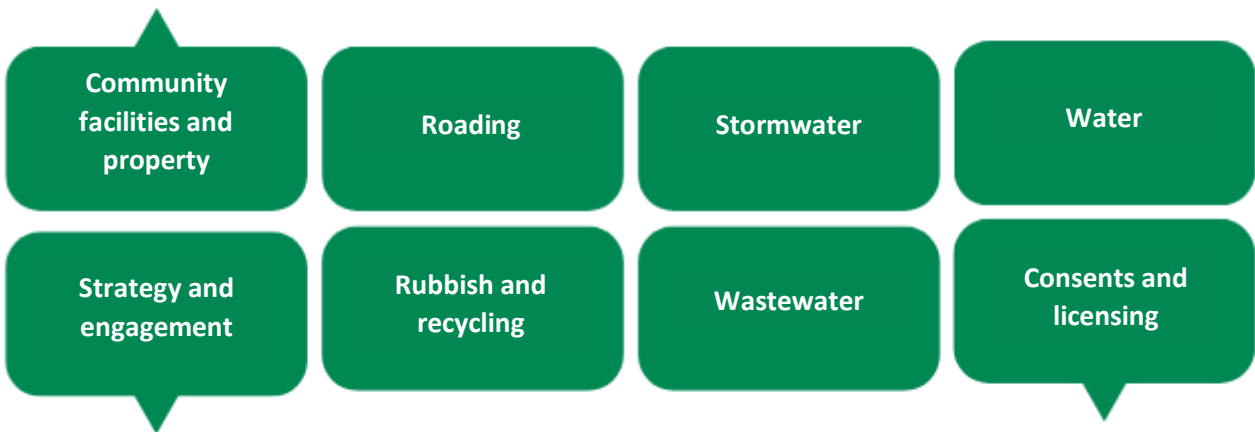 Community
facilities and
property
Roading
Stormwater
Water
Strategy and
engagement
Rubbish and
recycling
Wastewater
Consents and
licensing